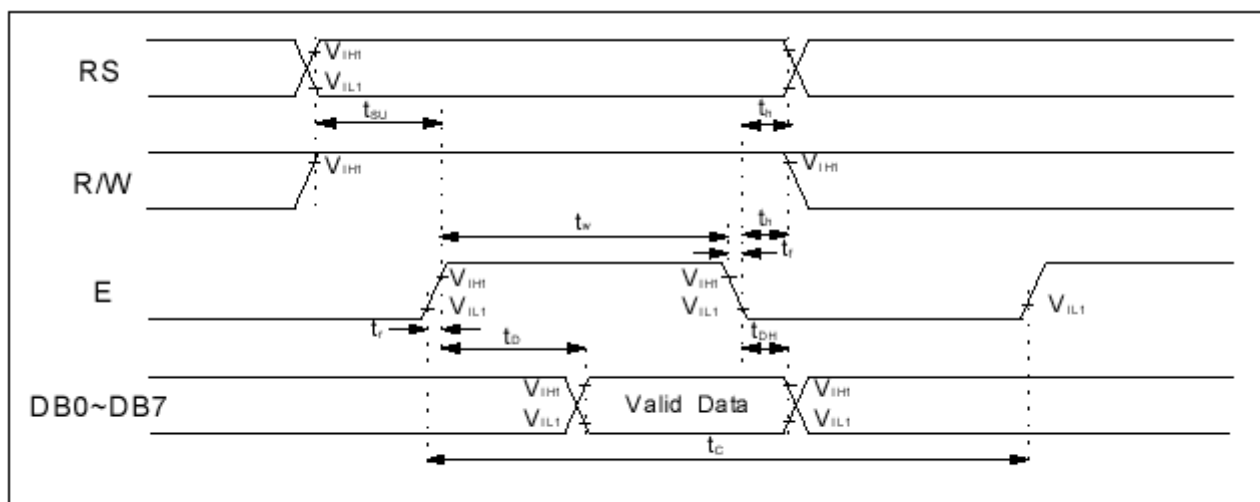 RS
VIH1
VIL1
tSU
th
R/W
VIH1
VIH1
tw
th
tf
E
VIH1
VIL1
VIH1
VIL1
VIL1
tr
tD
tDH
DB0~DB7
VIH1
VIL1
Valid Data
VIH1
VIL1
tC